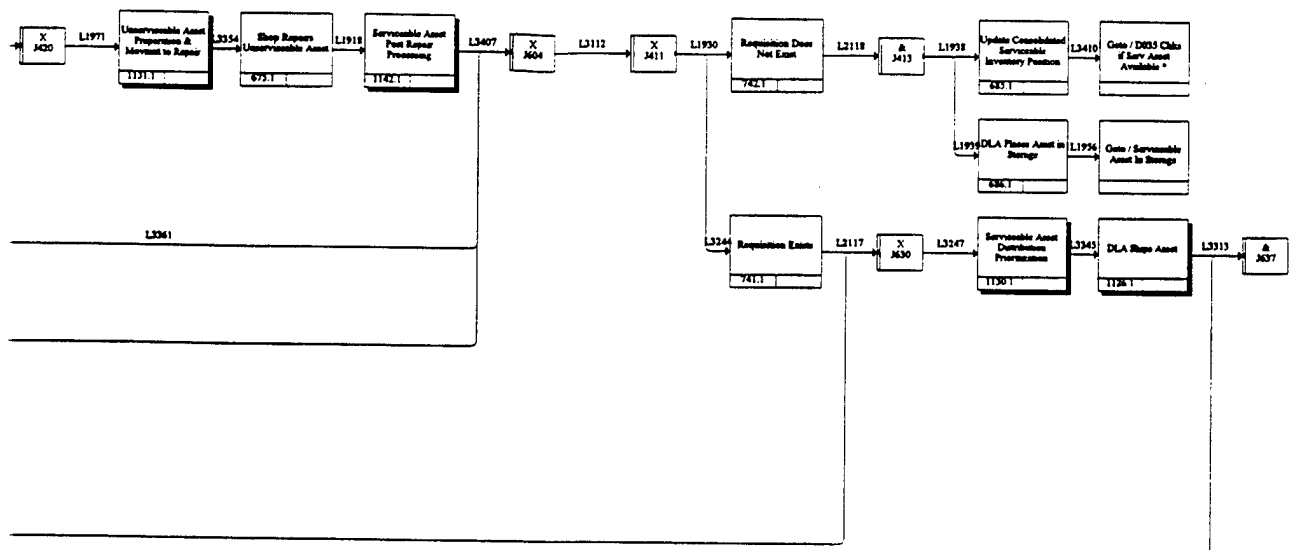 X
J420
L1971
Unserviceable Asset
Preparation &
Movement to Repair
1131.1
L3354
Shop Repairs
Unserviceable Asset
675.1
L1918
Serviceable Asset
Post Repair
Processing
1142.1
L3407
X
J604
L3112
X
J411
L1930
Requisition Does
Not Exist
742.1
L2118
&
J413
L1938
Update Consolidated
Serviceable
Inventory Position
685.1
L3410
Goto / D035 Chks
if Serv Asset
Available *
L1939
DLA Places Asset in
Storage
686.1
L1956
Goto / Serviceable
Asset In Storage
L3361
L3244
Requisition Exists
741.1
L2117
X
J630
L3247
Serviceable Asset
Distribution
Prioritization
1130.1
L3345
DLA Ships Asset
1126.1
L3313
&
J637